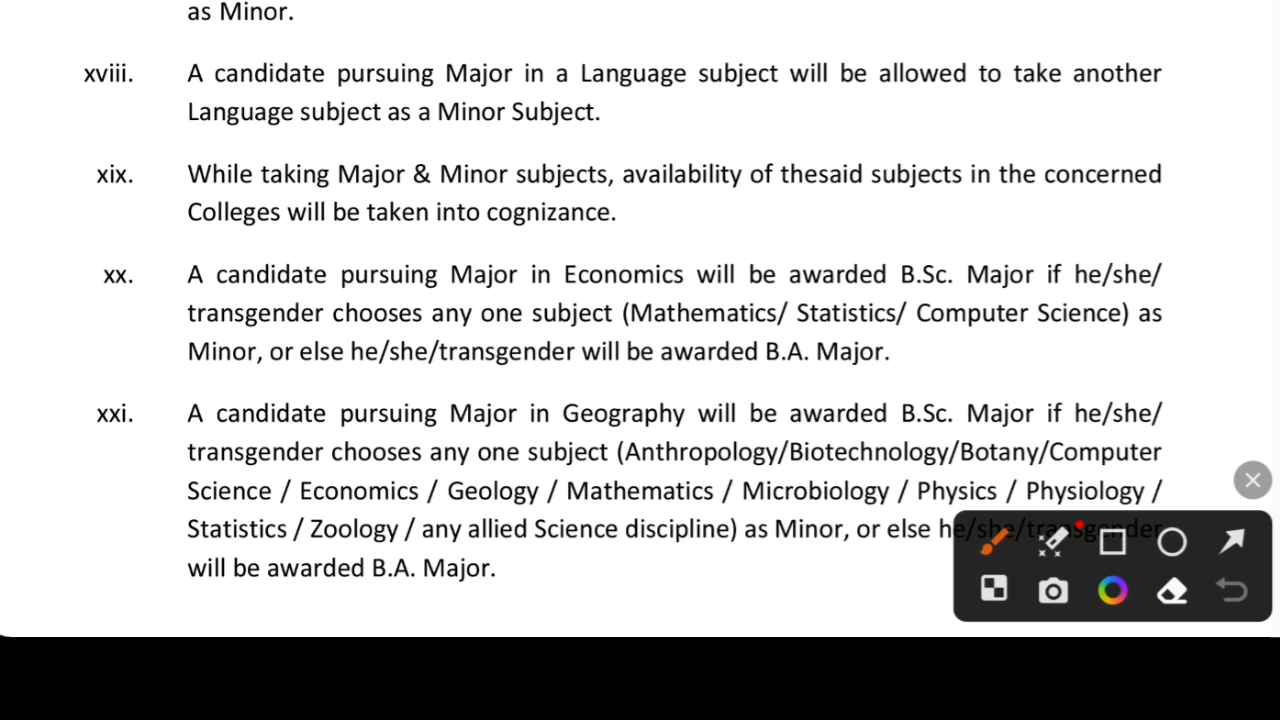 as Minor.
xviii. A candidate pursuing Major in a Language subject will be allowed to take another
Language subject as a Minor Subject.
xix. While taking Major & Minor subjects, availability of thesaid subjects in the concerned
Colleges will be taken into cognizance.
xx. A candidate pursuing Major in Economics will be awarded B.Sc. Major if he/she/
transgender chooses any one subject (Mathematics/ Statistics/ Computer Science) as
Minor, or else he/she/transgender will be awarded B.A. Major.
xxi. A candidate pursuing Major in Geography will be awarded B.Sc. Major if he/she/
transgender chooses any one subject (Anthropology/Biotechnology/Botany/Computer
Science / Economics / Geology / Mathematics / Microbiology / Physics / Physiology /
Statistics / Zoology / any allied Science discipline) as Minor, or else he/she/transgender
will be awarded B.A. Major.